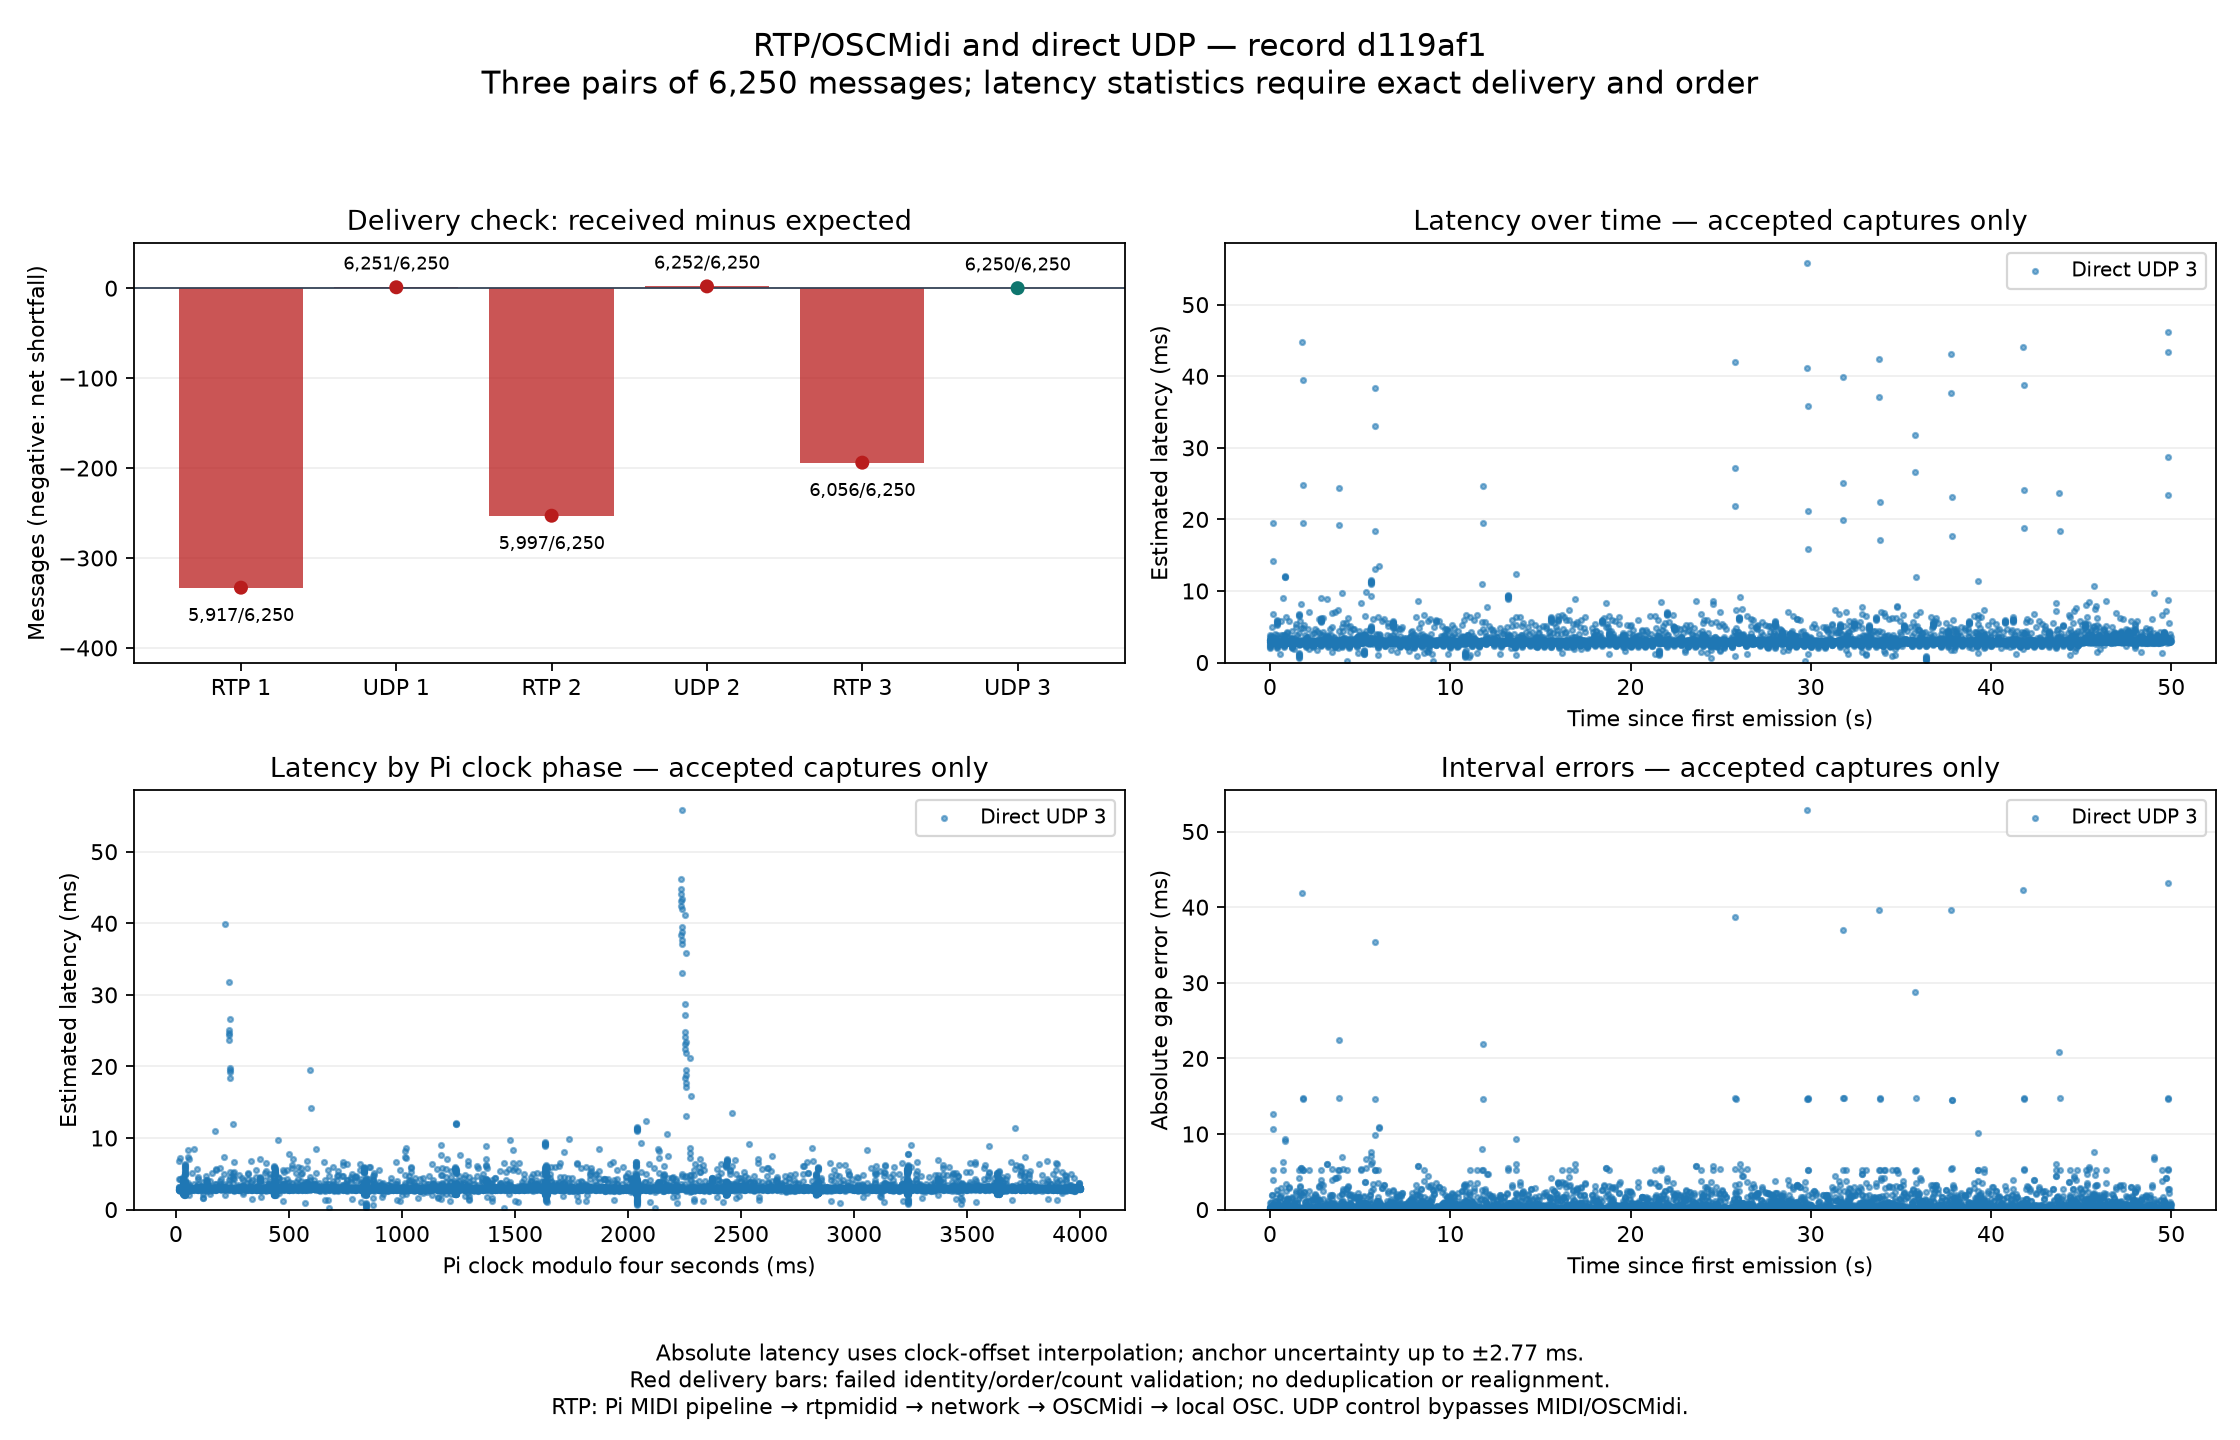 RTP/OSCMidi and direct UDP — record d119af1
Three pairs of 6,250 messages; latency statistics require exact delivery and order
Delivery check: received minus expected
Messages (negative: net shortfall)
0
−100
−200
−300
−400
5,917/6,250
6,251/6,250
5,997/6,250
6,252/6,250
6,056/6,250
6,250/6,250
RTP 1
UDP 1
RTP 2
UDP 2
RTP 3
UDP 3
Latency over time — accepted captures only
Direct UDP 3
Estimated latency (ms)
50
40
30
20
10
0
0
10
20
30
40
50
Time since first emission (s)
Latency by Pi clock phase — accepted captures only
Direct UDP 3
Estimated latency (ms)
50
40
30
20
10
0
0
500
1000
1500
2000
2500
3000
3500
4000
Pi clock modulo four seconds (ms)
Interval errors — accepted captures only
Direct UDP 3
Absolute gap error (ms)
50
40
30
20
10
0
0
10
20
30
40
50
Time since first emission (s)
Absolute latency uses clock-offset interpolation; anchor uncertainty up to ±2.77 ms.
Red delivery bars: failed identity/order/count validation; no deduplication or realignment.
RTP: Pi MIDI pipeline → rtpmidid → network → OSCMidi → local OSC. UDP control bypasses MIDI/OSCMidi.